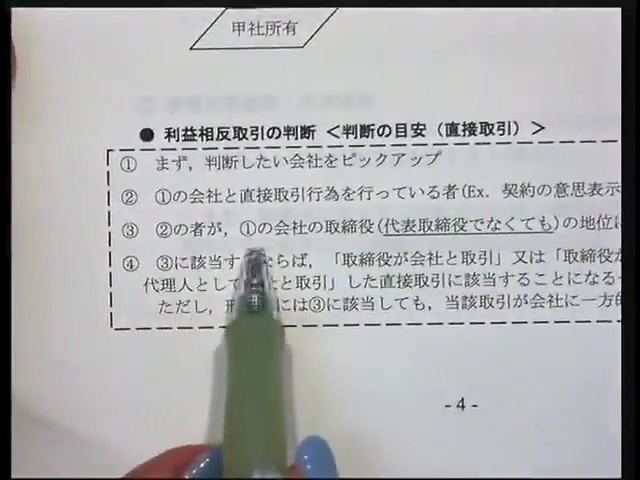 甲社所有
● 利益相反取引の判断 ＜判断の目安（直接取引）＞
① まず，判断したい会社をピックアップ
② ①の会社と直接取引行為を行っている者(Ex. 契約の意思表示
③ ②の者が，①の会社の取締役(代表取締役でなくても)の地位に
④ ③に該当す ならば，「取締役が会社と取引」又は「取締役が
代理人として と取引」した直接取引に該当することになる
ただし，形 には③に該当しても，当該取引が会社に一方的
- 4 -